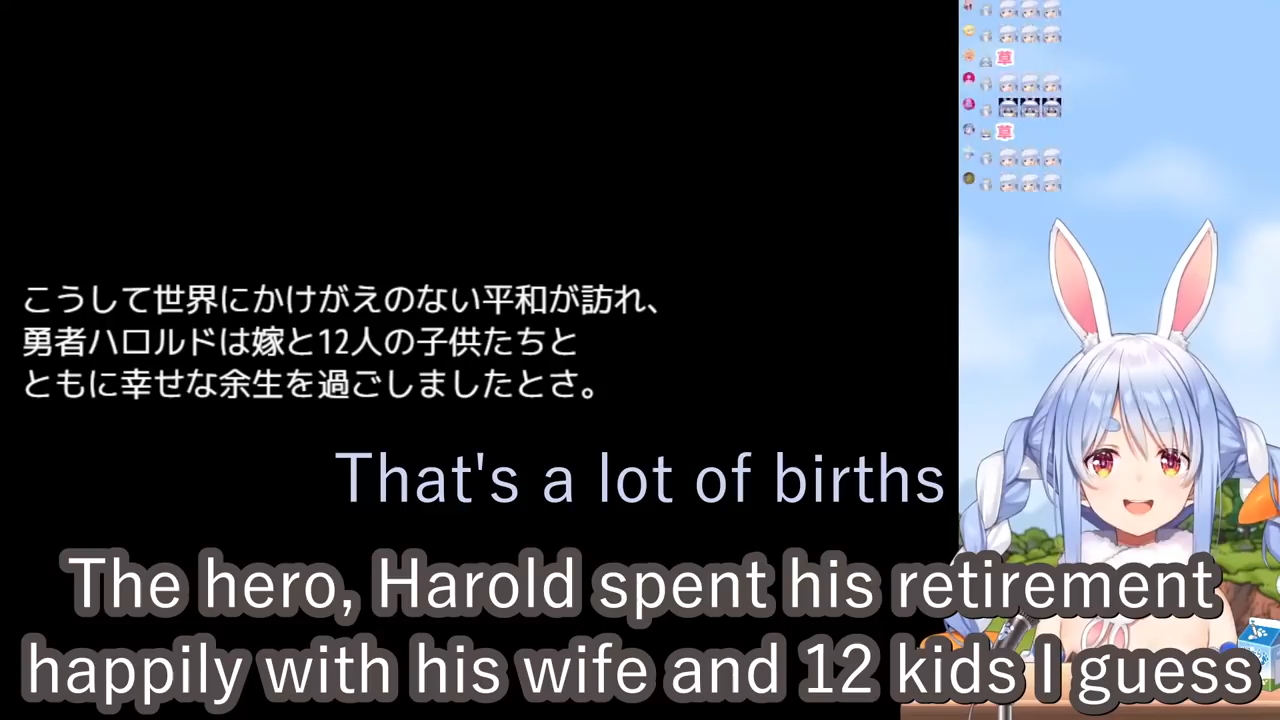 草
草
こうして世界にかけがえのない平和が訪れ、
勇者ハロルドは嫁と12人の子供たちと
ともに幸せな余生を過ごしましたとさ。
That's a lot of births
The hero, Harold spent his retirement
happily with his wife and 12 kids I guess